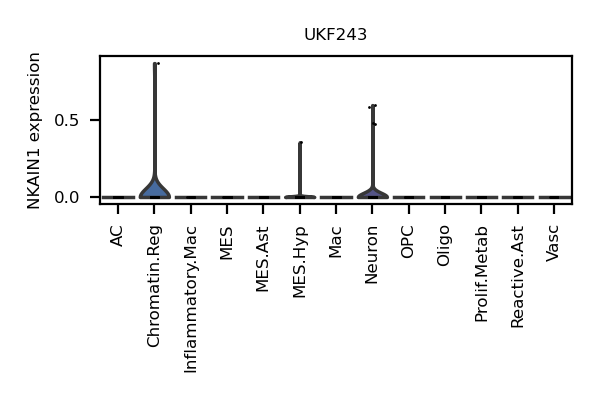 UKF243
NKAIN1 expression
0.5
0.0
AC
Chromatin.Reg
Inflammatory.Mac
MES
MES.Ast
MES.Hyp
Mac
Neuron
OPC
Oligo
Prolif.Metab
Reactive.Ast
Vasc